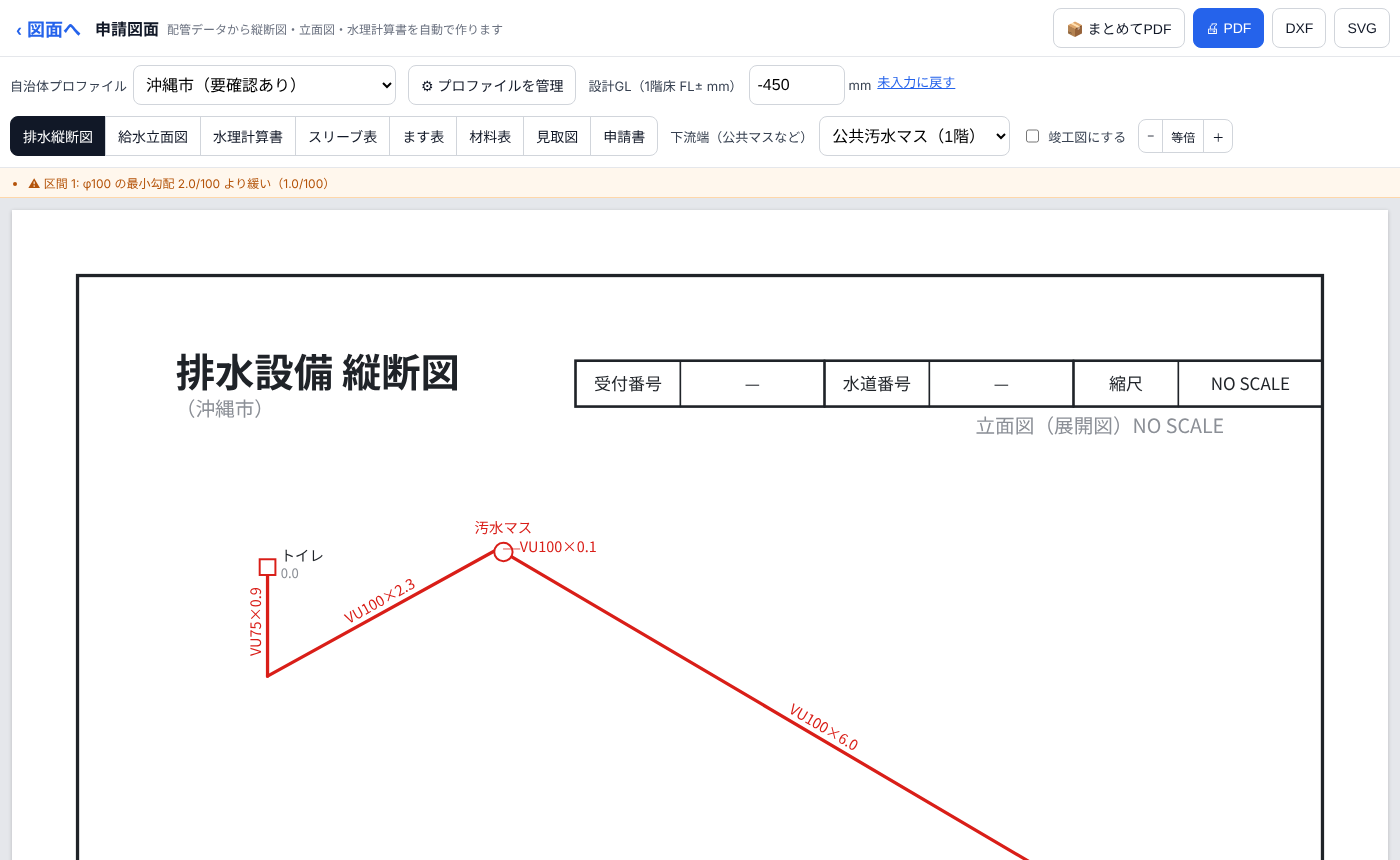 ‹ 図面へ 申請図面 配管データから縦断図・立面図・水理計算書を自動で作ります 📦 まとめてPDF 🖨 PDF DXF SVG
自治体プロファイル 沖縄市（要確認あり） ⚙ プロファイルを管理 設計GL（1階床 FL± mm） -450 mm 未入力に戻す
排水縦断図 給水立面図 水理計算書 スリーブ表 ます表 材料表 見取図 申請書 下流端（公共マスなど） 公共汚水マス（1階） 竣工図にする − 等倍 ＋
• ⚠ 区間 1: φ100 の最小勾配 2.0/100 より緩い（1.0/100）
排水設備 縦断図
（沖縄市）
受付番号 — 水道番号 — 縮尺 NO SCALE
立面図（展開図）NO SCALE
汚水マス
VU100×0.1
トイレ
0.0
VU75×0.9
VU100×2.3
VU100×6.0